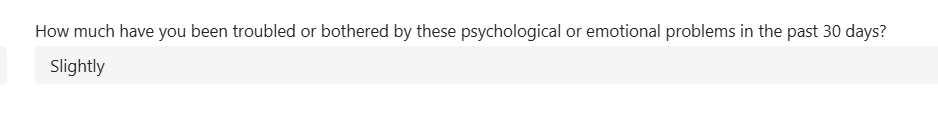 How much have you been troubled or bothered by these psychological or emotional problems in the past 30 days?
Slightly